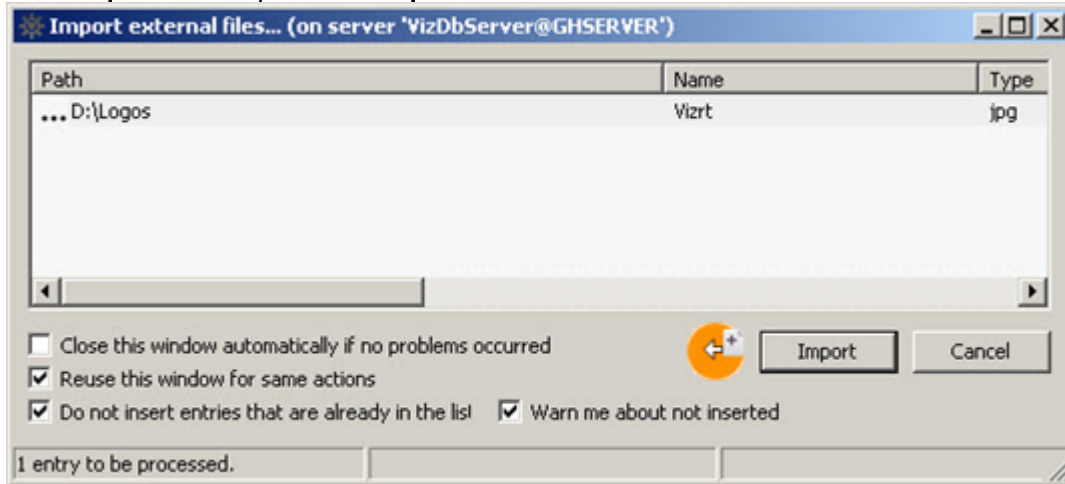 Import external files... (on server 'VizDbServer@GHSERVER')
Path Name Type
... D:\Logos Vizrt jpg
Close this window automatically if no problems occurred
Import Cancel
Reuse this window for same actions
Do not insert entries that are already in the lis Warn me about not inserted
1 entry to be processed.